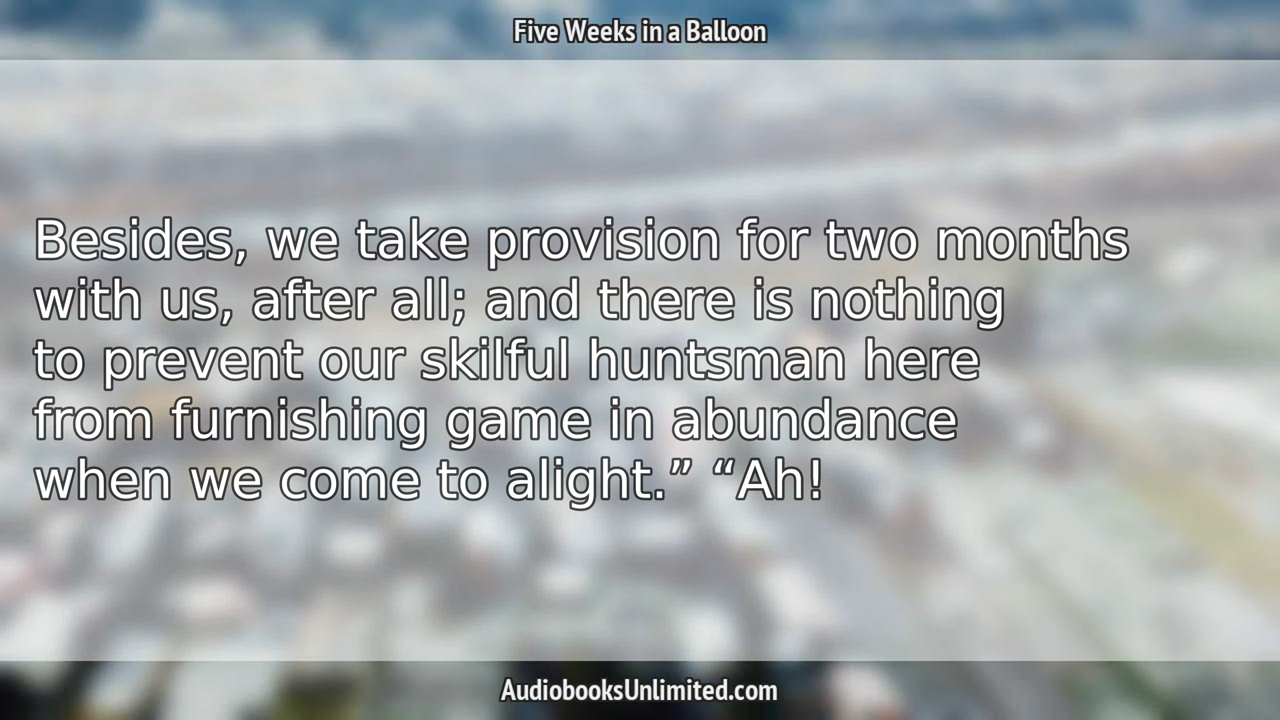 Five Weeks in a Balloon
Besides, we take provision for two months
with us, after all; and there is nothing
to prevent our skilful huntsman here
from furnishing game in abundance
when we come to alight.” “Ah!
AudiobooksUnlimited.com